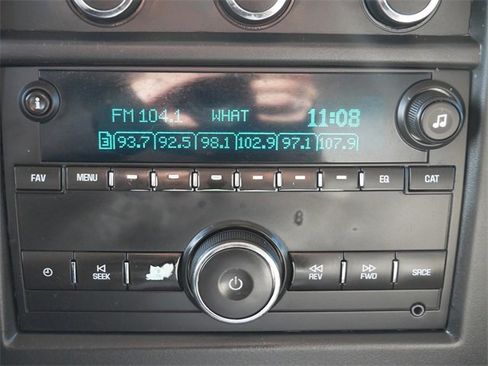 FM 104.1 WHAT 11:08
3 93.7 92.5 98.1 102.9 97.1 107.9
FAV MENU EQ CAT
SEEK REV FWD SRCE